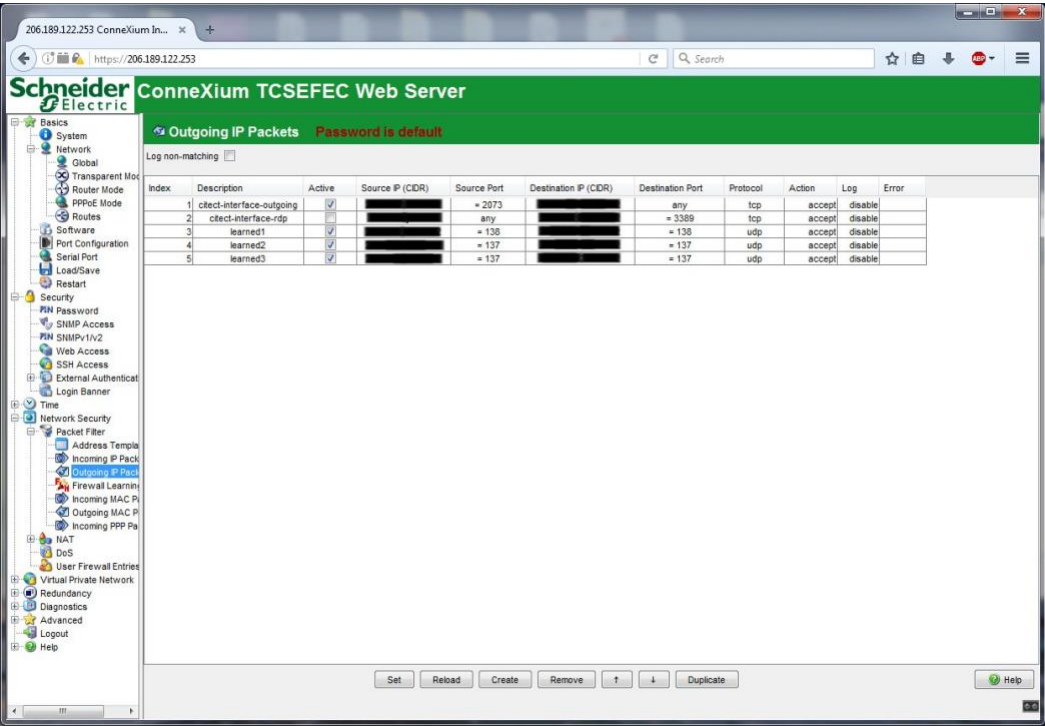 206.189.122.253 ConneXium In...
https://206.189.122.253
Search
ABP
Schneider Electric
ConneXium TCSEFEC Web Server
Outgoing IP Packets Password is default
Log non-matching
Basics
System
Network
Global
Transparent Mod
Router Mode
PPPoE Mode
Routes
Software
Port Configuration
Serial Port
Load/Save
Restart
Security
PIN Password
SNMP Access
PIN SNMPv1/v2
Web Access
SSH Access
External Authenticat
Login Banner
Time
Network Security
Packet Filter
Address Templa
Incoming IP Pack
Outgoing IP Pack
Firewall Learning
Incoming MAC Pa
Outgoing MAC P
Incoming PPP Pa
NAT
DoS
User Firewall Entries
Virtual Private Network
Redundancy
Diagnostics
Advanced
Logout
Help
Index Description Active Source IP (CIDR) Source Port Destination IP (CIDR) Destination Port Protocol Action Log Error
1 citect-interface-outgoing = 2073 any tcp accept disable
2 citect-interface-rdp any = 3389 tcp accept disable
3 learned1 = 138 = 138 udp accept disable
4 learned2 = 137 = 137 udp accept disable
5 learned3 = 137 = 137 udp accept disable
Set Reload Create Remove ↑ ↓ Duplicate Help